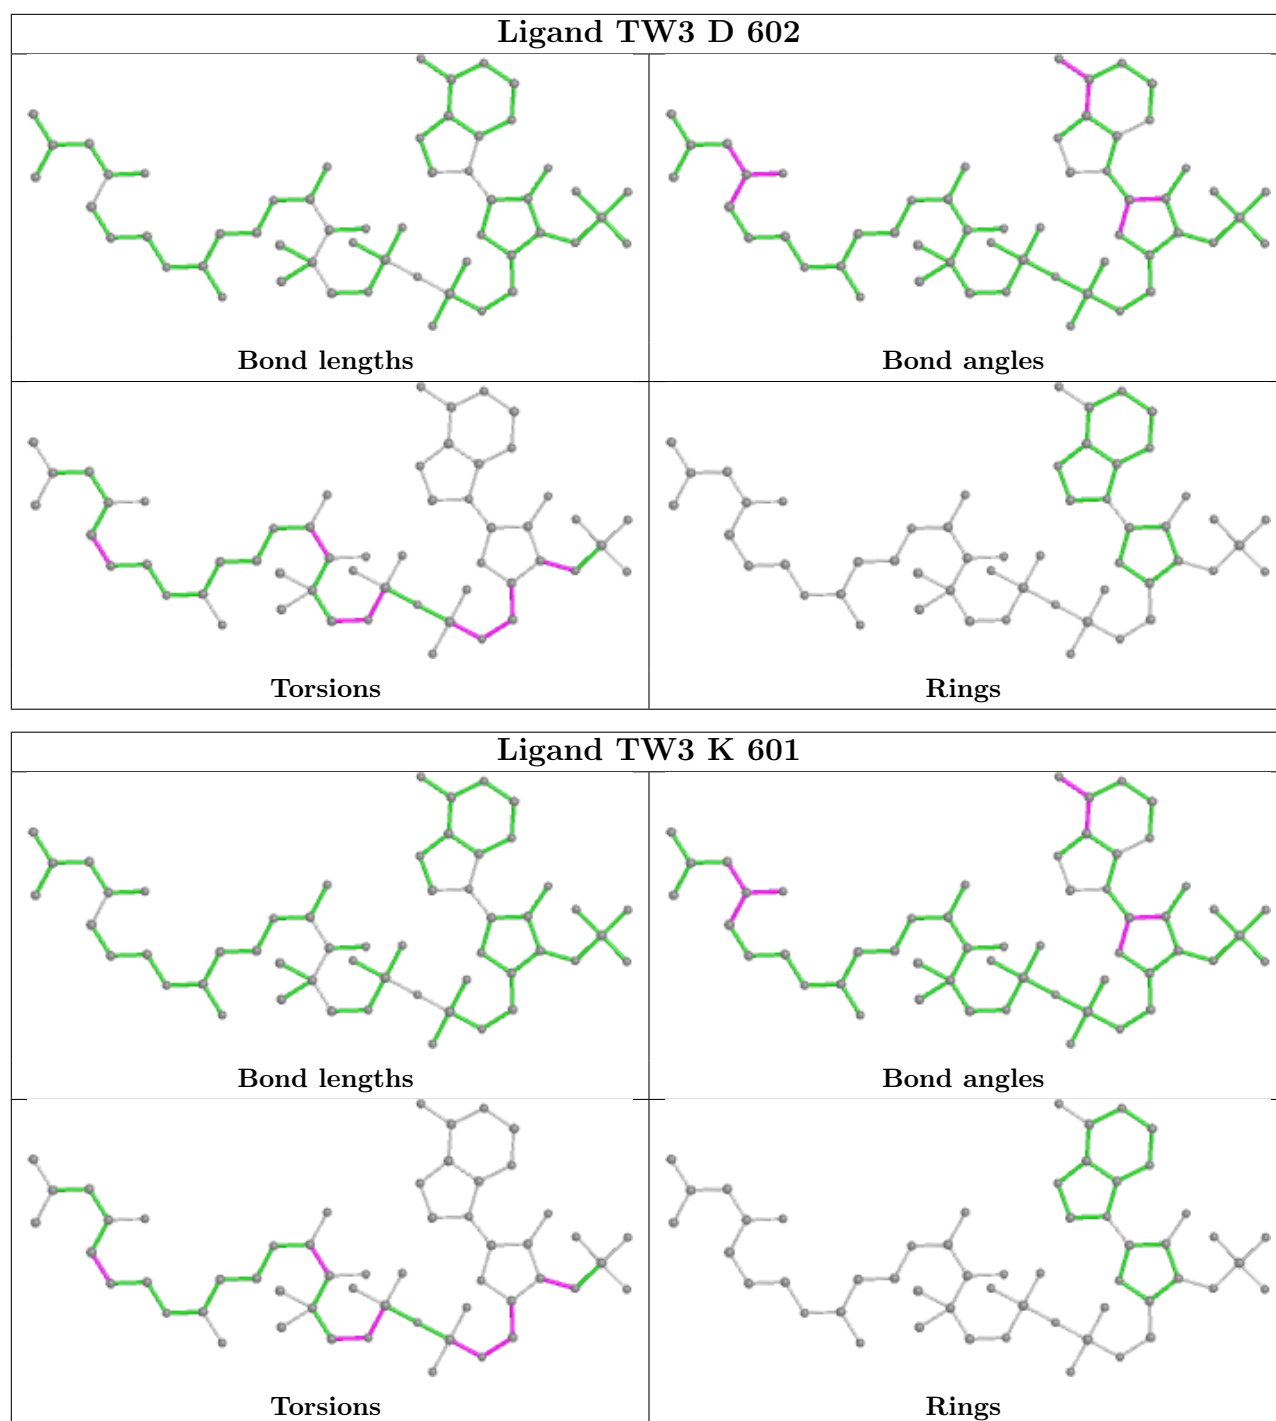 Ligand TW3 D 602
Bond lengths
Bond angles
Torsions
Rings
Ligand TW3 K 601
Bond lengths
Bond angles
Torsions
Rings